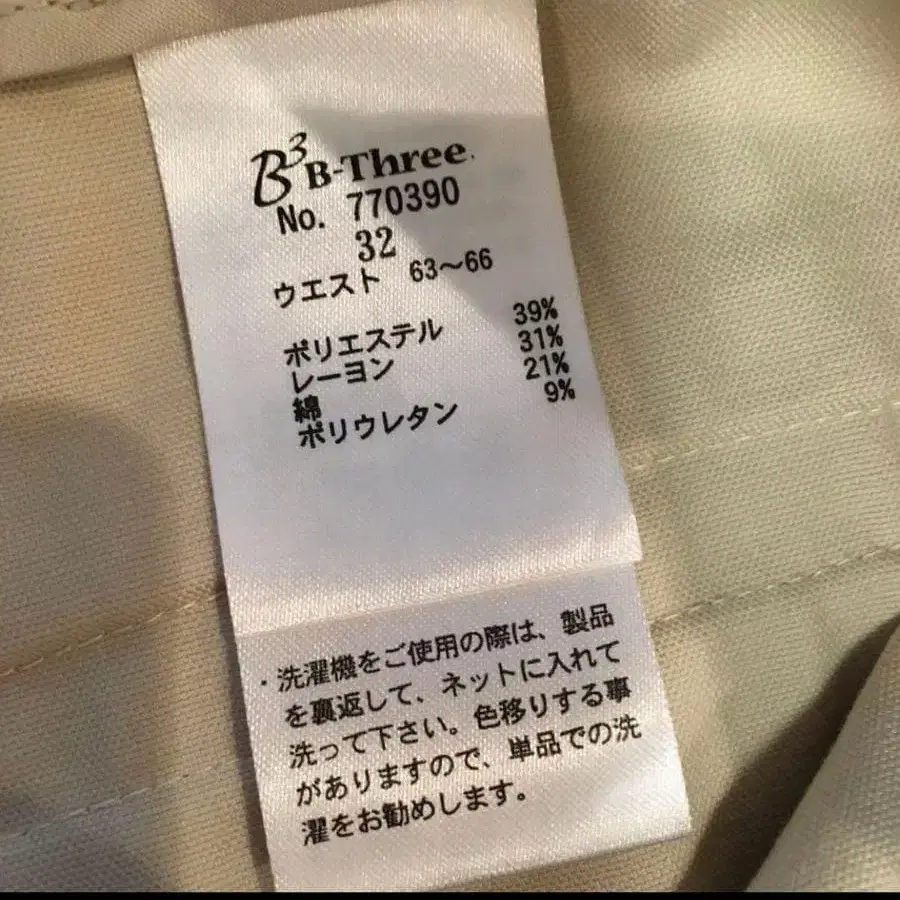 B3 B-Three
No. 770390
32
ウエスト 63〜66
ポリエステル 39%
レーヨン 31%
綿 21%
ポリウレタン 9%
・洗濯機をご使用の際は、製品
を裏返して、ネットに入れて
洗って下さい。色移りする事
がありますので、単品での洗
濯をお勧めします。